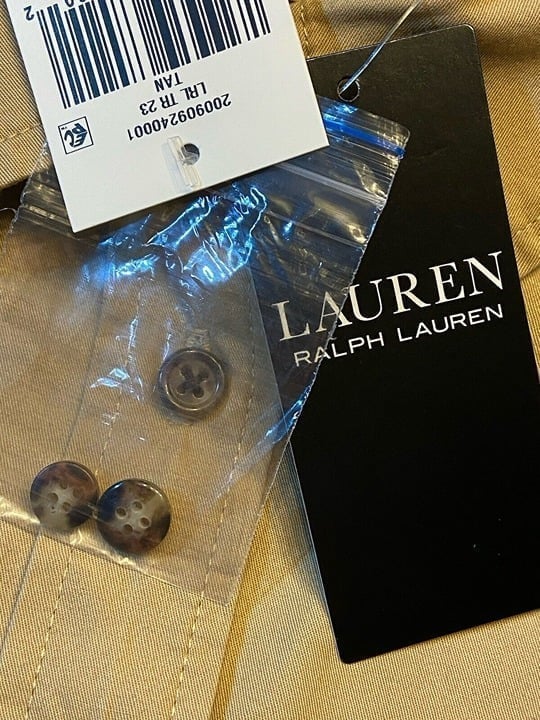 200909240001
LRL TR 23
TAN
LAUREN
RALPH LAUREN